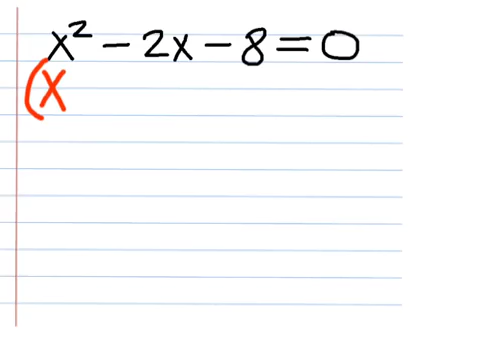 x² - 2x - 8 = 0
(x